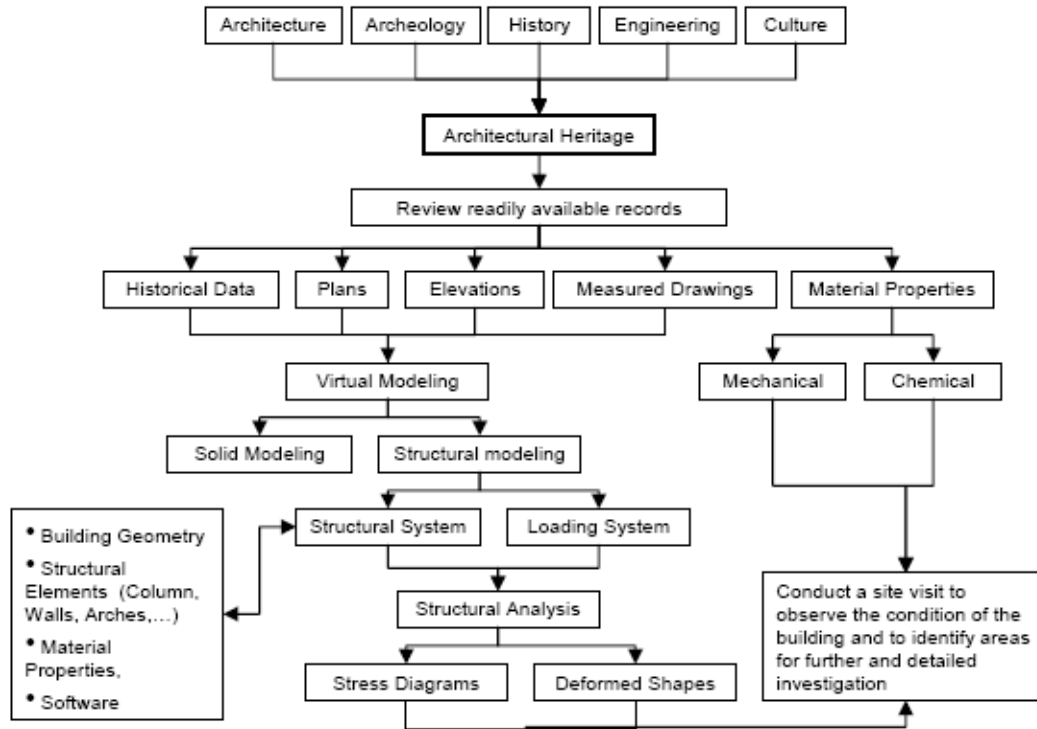 Architecture
Archeology
History
Engineering
Culture
Architectural Heritage
Review readily available records
Historical Data
Plans
Elevations
Measured Drawings
Material Properties
Virtual Modeling
Mechanical
Chemical
Solid Modeling
Structural modeling
• Building Geometry
• Structural
Elements (Column,
Walls, Arches,…)
• Material
Properties,
• Software
Structural System
Loading System
Structural Analysis
Stress Diagrams
Deformed Shapes
Conduct a site visit to
observe the condition of the
building and to identify areas
for further and detailed
investigation